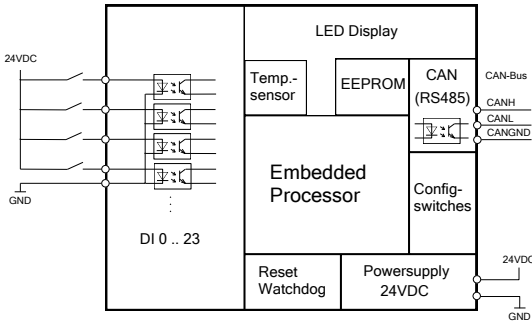 LED Display
24VDC
Temp.-
sensor
EEPROM
CAN
(RS485)
CAN-Bus
CANH
CANL
CANGND
Embedded
Processor
Config-
switches
GND
DI 0 .. 23
Reset
Watchdog
Powersupply
24VDC
24VDC
GND